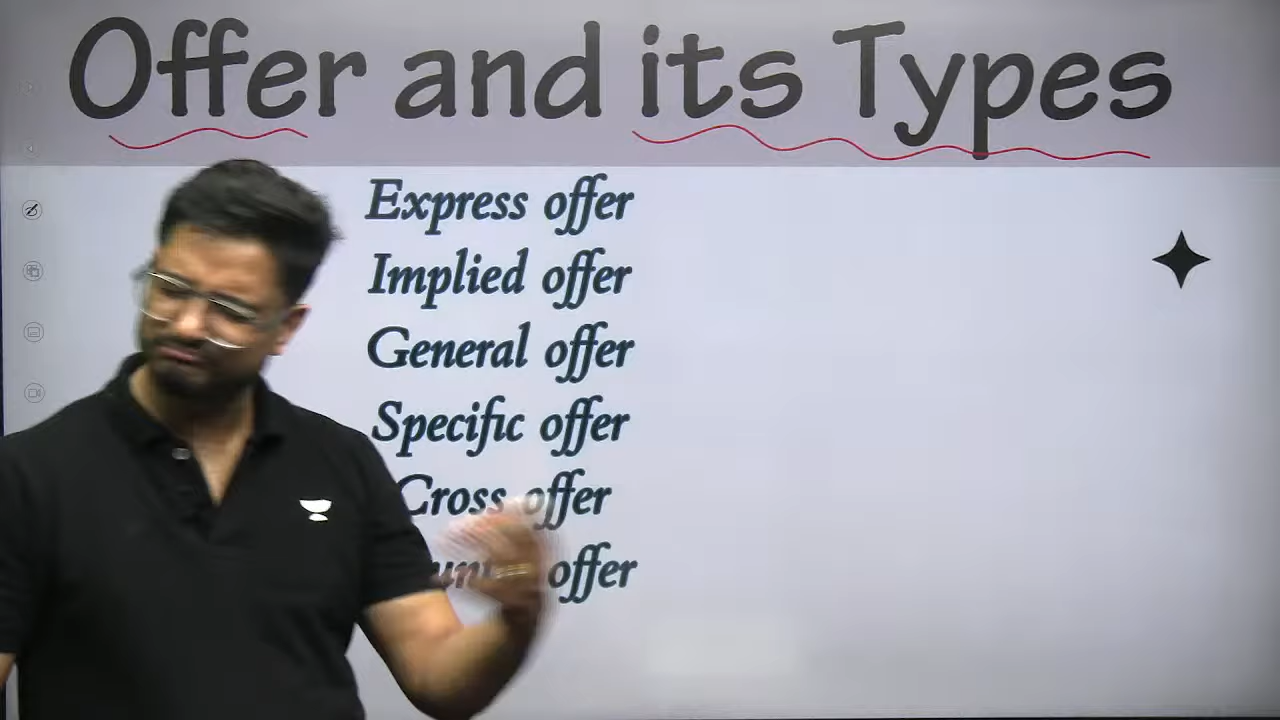 Offer and its Types
Express offer
Implied offer
General offer
Specific offer
Cross offer
offer